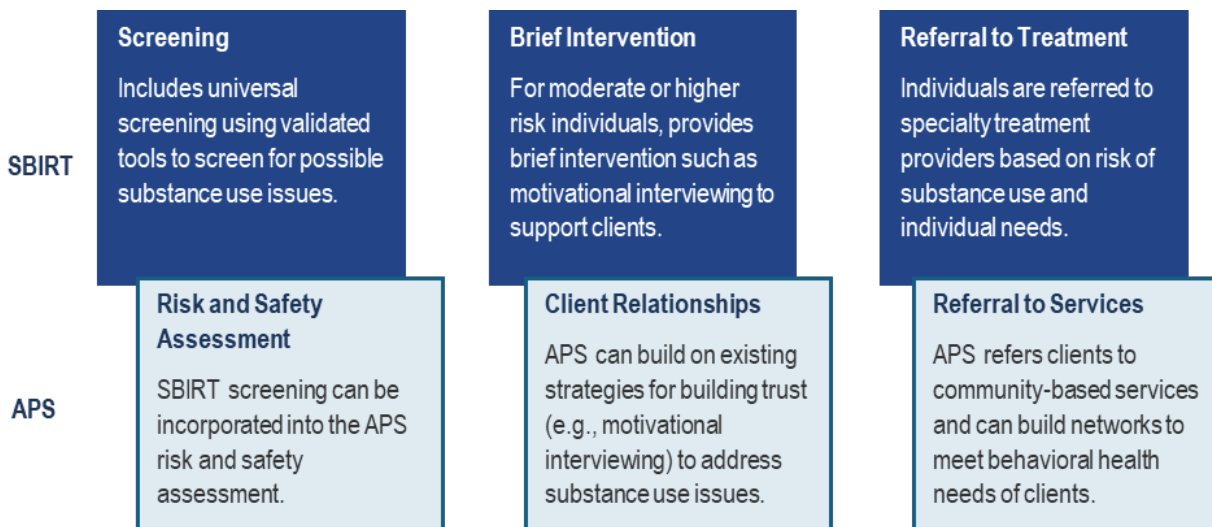 SBIRT
Screening
Includes universal
screening using validated
tools to screen for possible
substance use issues.
Brief Intervention
For moderate or higher
risk individuals, provides
brief intervention such as
motivational interviewing to
support clients.
Referral to Treatment
Individuals are referred to
specialty treatment
providers based on risk of
substance use and
individual needs.
APS
Risk and Safety
Assessment
SBIRT screening can be
incorporated into the APS
risk and safety
assessment.
Client Relationships
APS can build on existing
strategies for building trust
(e.g., motivational
interviewing) to address
substance use issues.
Referral to Services
APS refers clients to
community-based services
and can build networks to
meet behavioral health
needs of clients.